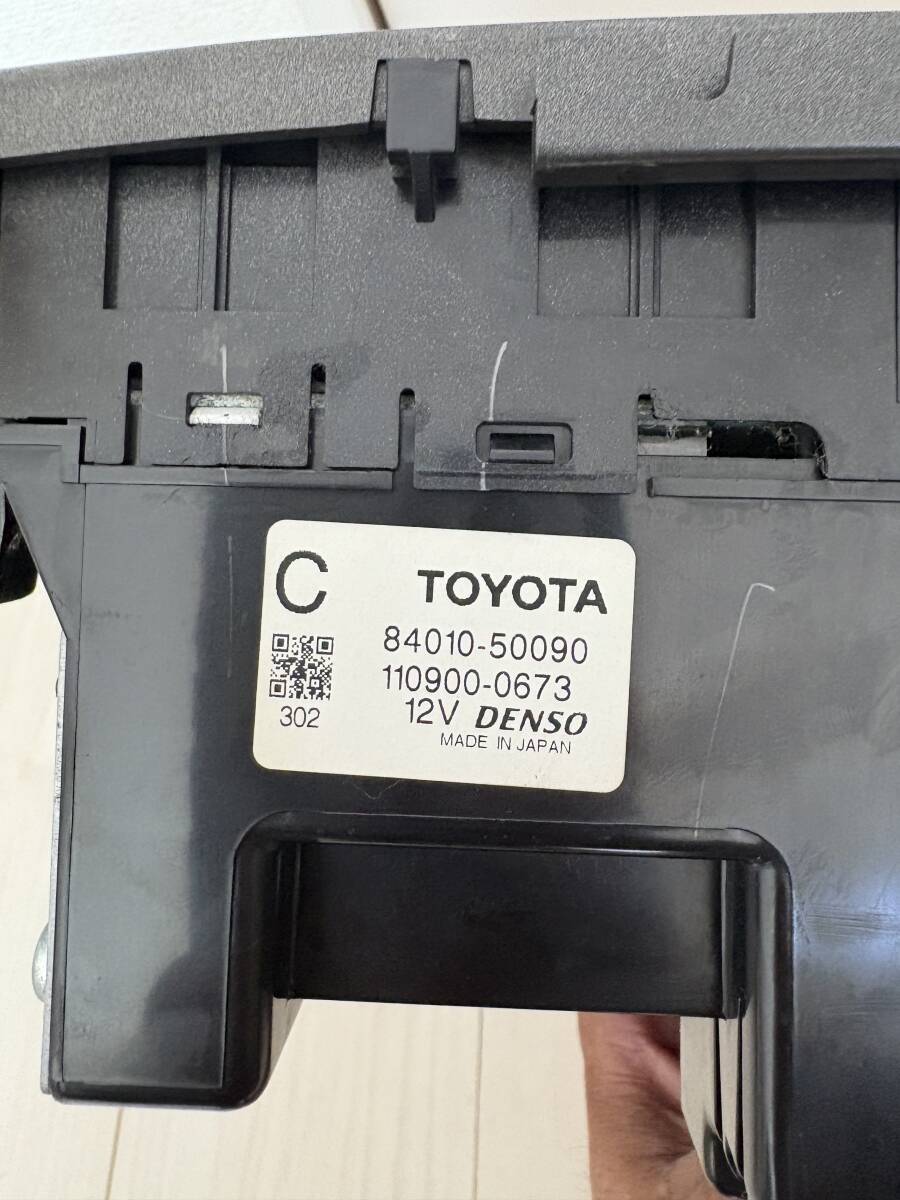 C
TOYOTA
84010-50090
110900-0673
302
12V DENSO
MADE IN JAPAN